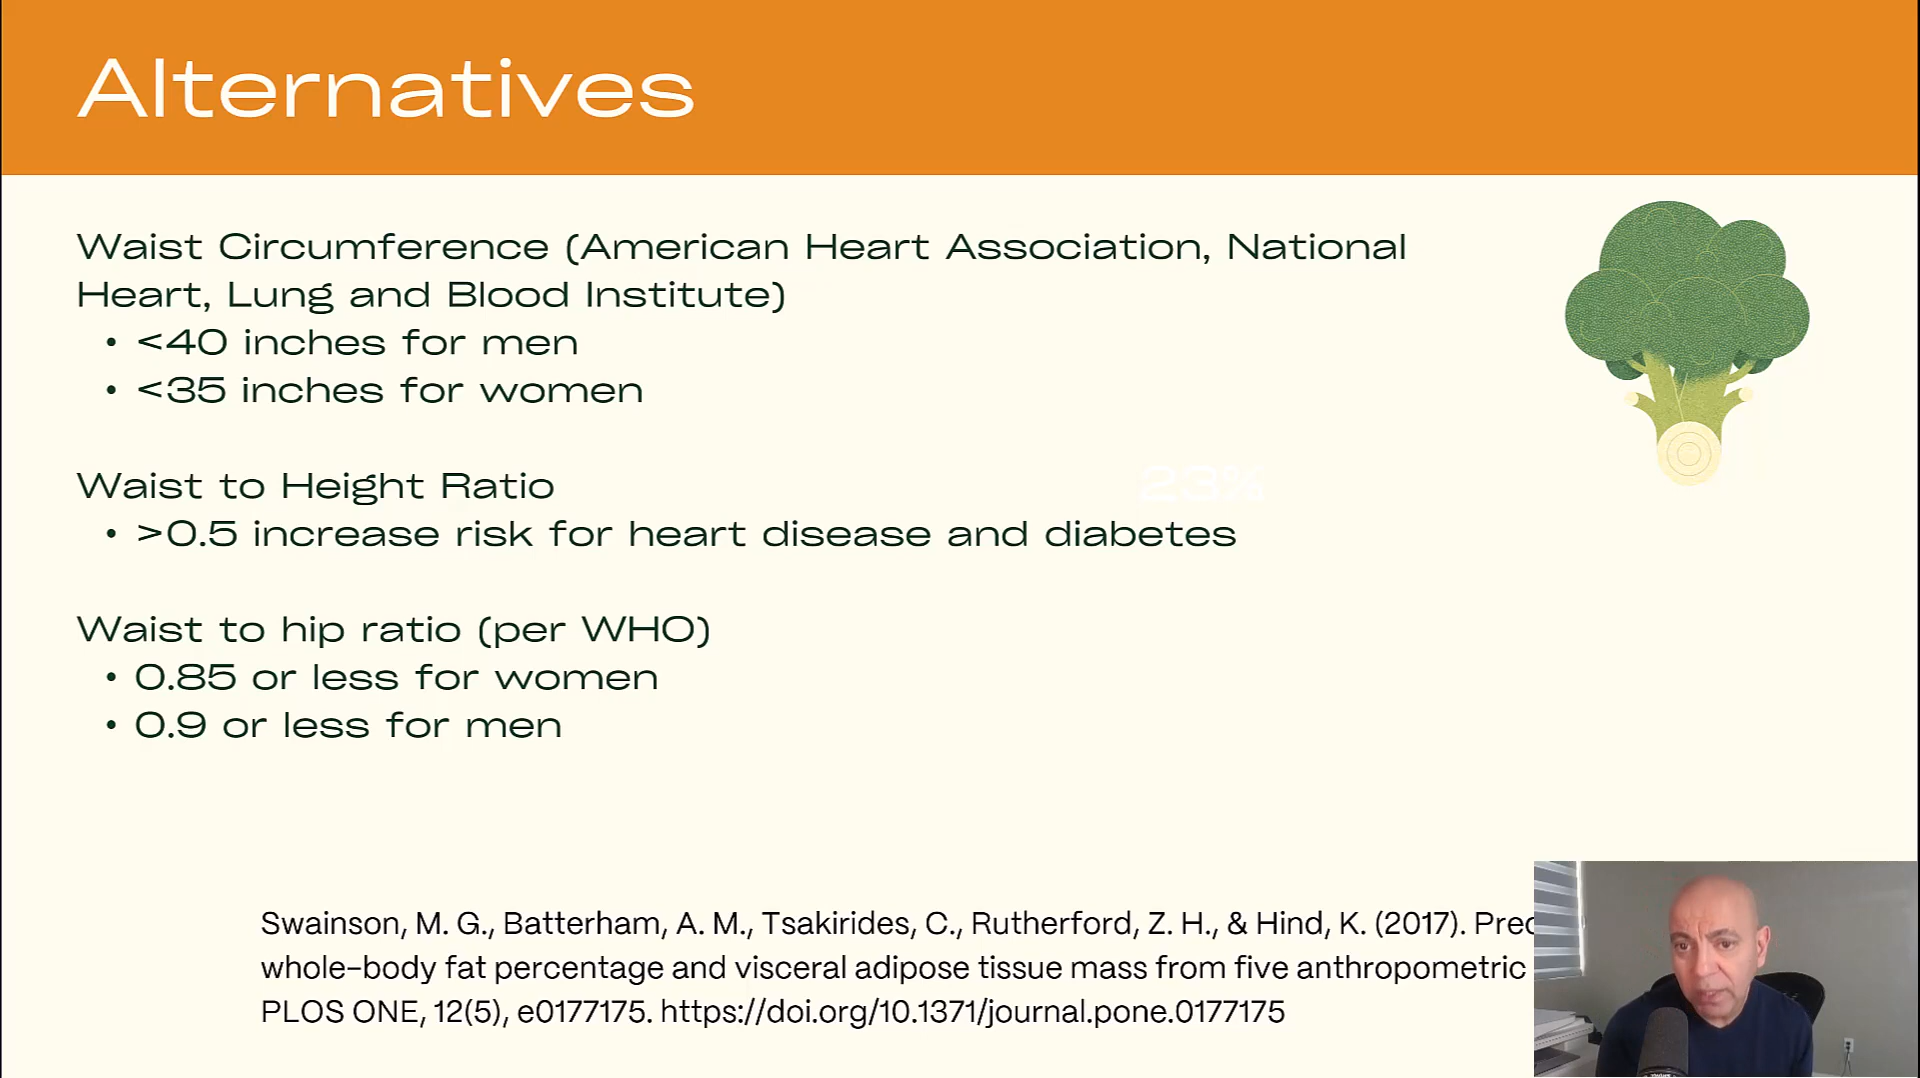 Alternatives
Waist Circumference (American Heart Association, National
Heart, Lung and Blood Institute)
• <40 inches for men
• <35 inches for women
Waist to Height Ratio
23%
• >0.5 increase risk for heart disease and diabetes
Waist to hip ratio (per WHO)
• 0.85 or less for women
• 0.9 or less for men
Swainson, M. G., Batterham, A. M., Tsakirides, C., Rutherford, Z. H., & Hind, K. (2017).
whole-body fat percentage and visceral adipose tissue mass from five anthropometric
PLOS ONE, 12(5), e0177175. https://doi.org/10.1371/journal.pone.0177175